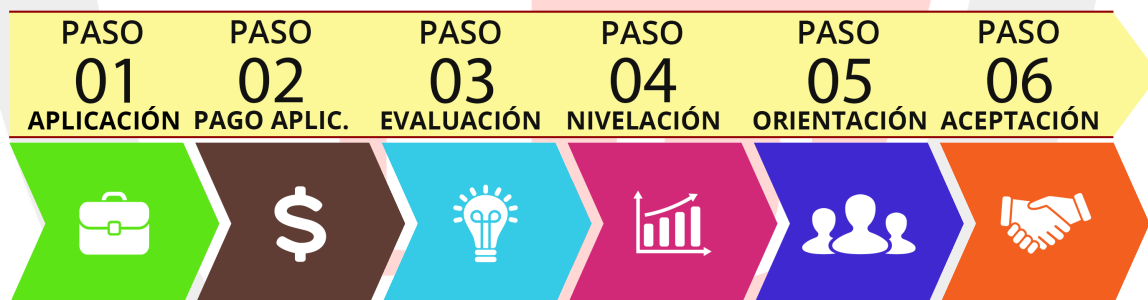 PASO
01
APLICACIÓN
PASO
02
PAGO APLIC.
PASO
03
EVALUACIÓN
PASO
04
NIVELACIÓN
PASO
05
ORIENTACIÓN
PASO
06
ACEPTACIÓN
$